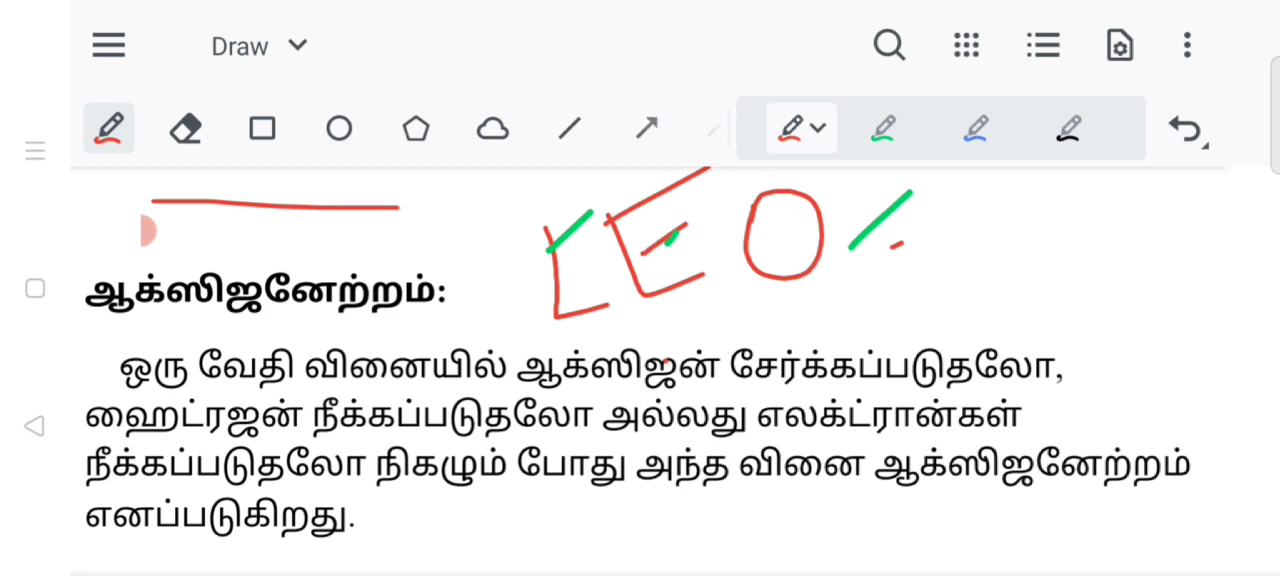 Draw
LEO
ஆக்ஸிஜனேற்றம்:
ஒரு வேதி வினையில் ஆக்ஸிஜன் சேர்க்கப்படுதலோ,
ஹைட்ரஜன் நீக்கப்படுதலோ அல்லது எலக்ட்ரான்கள்
நீக்கப்படுதலோ நிகழும் போது அந்த வினை ஆக்ஸிஜனேற்றம்
எனப்படுகிறது.